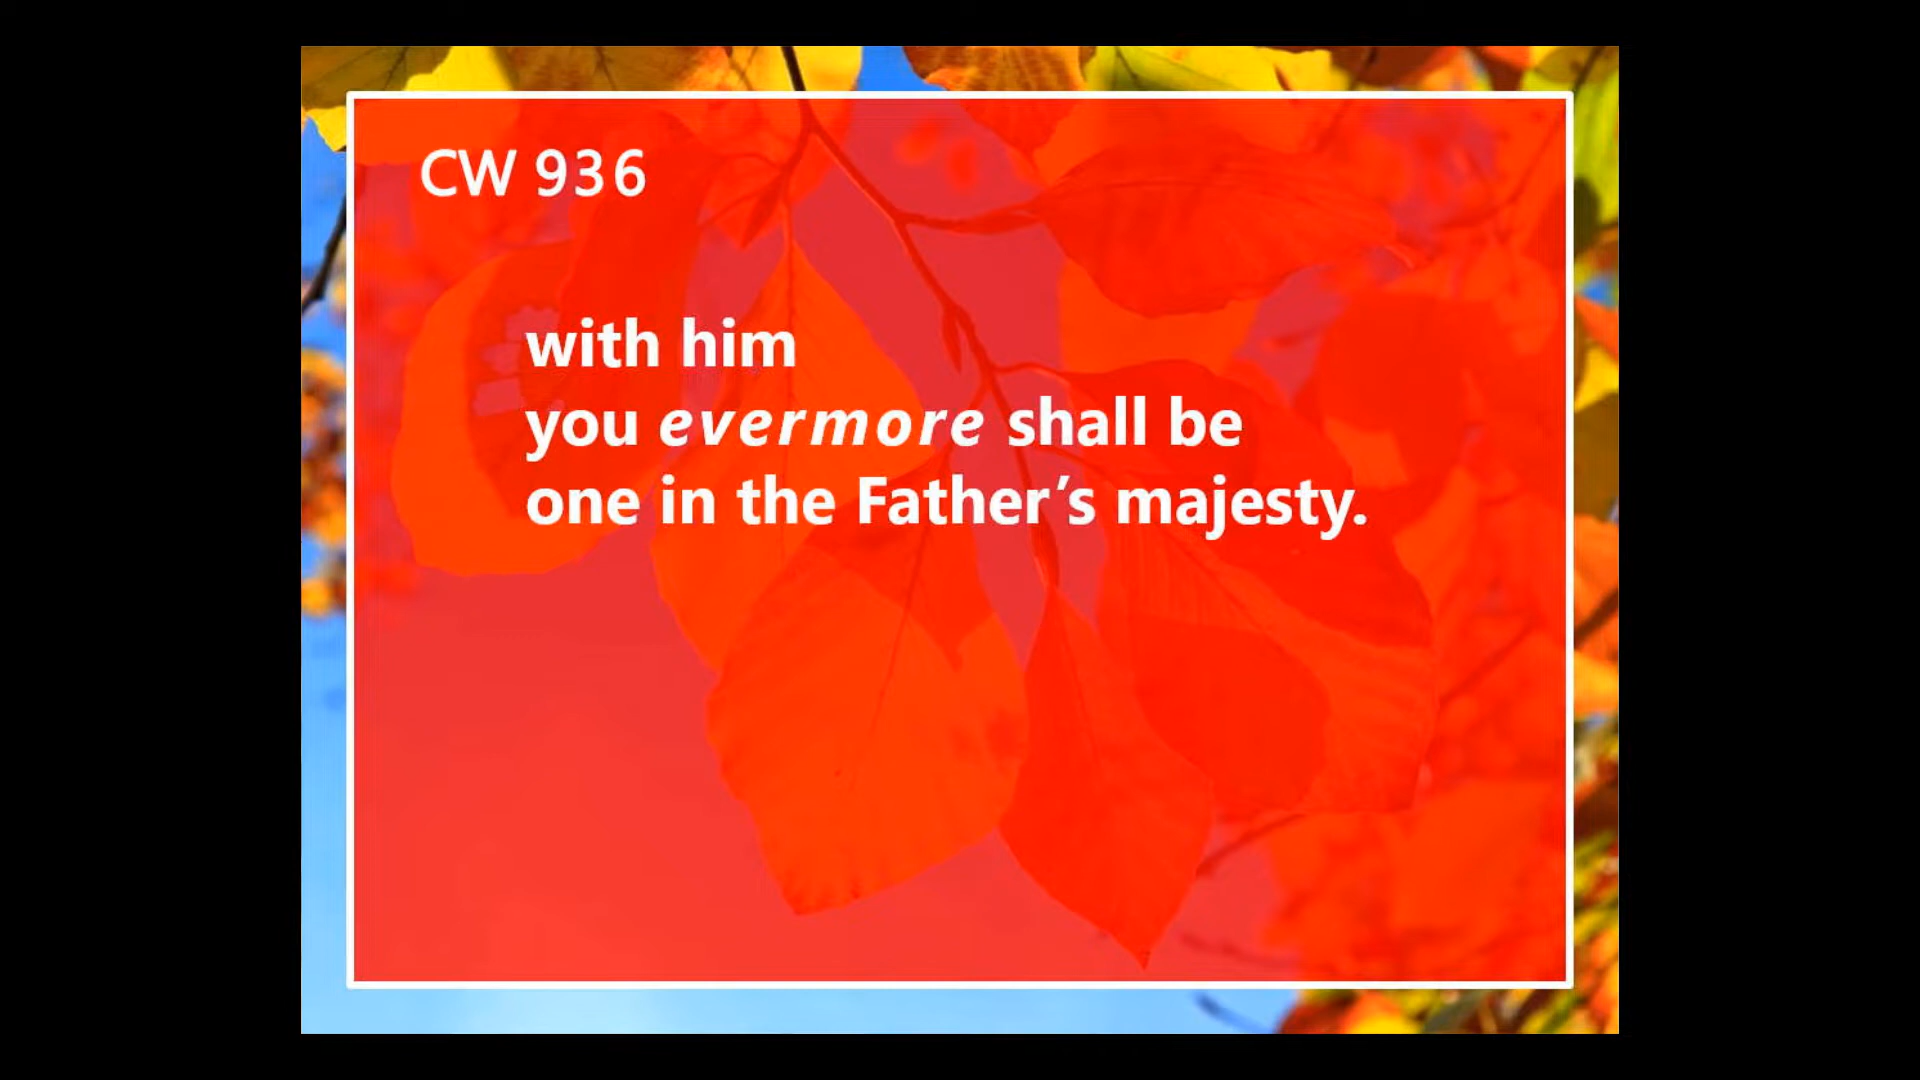 CW 936
with him
you evermore shall be
one in the Father’s majesty.